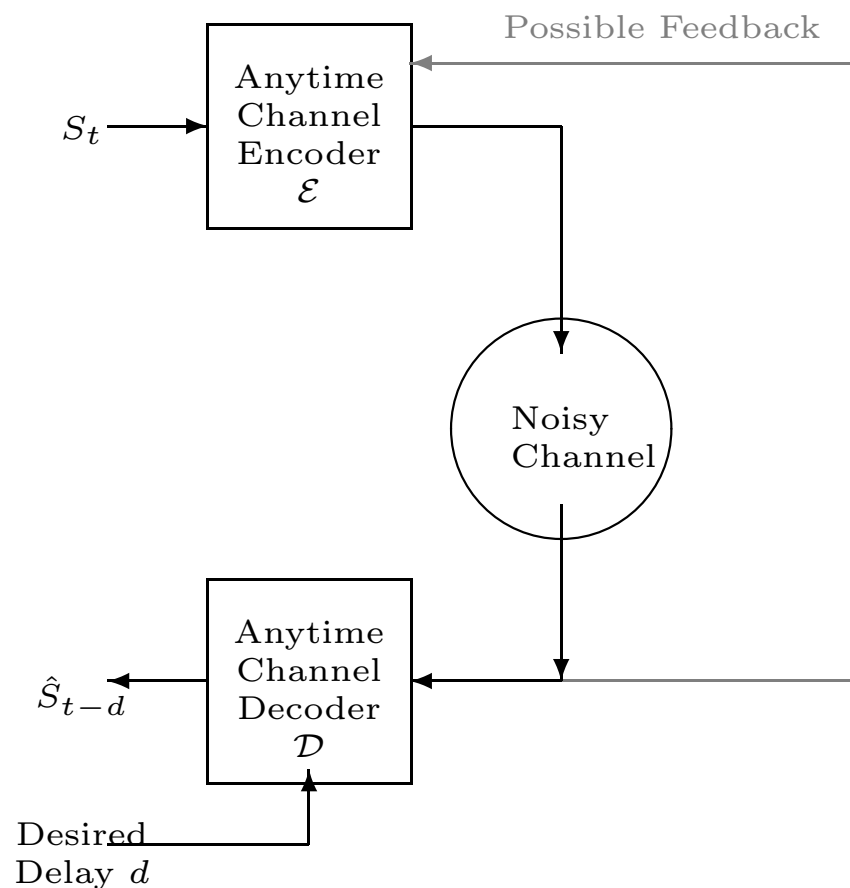 Possible Feedback
Anytime
Channel
Encoder
ℰ
S_t
Noisy
Channel
Anytime
Channel
Decoder
𝒟
Ŝ_{t−d}
Desired
Delay d